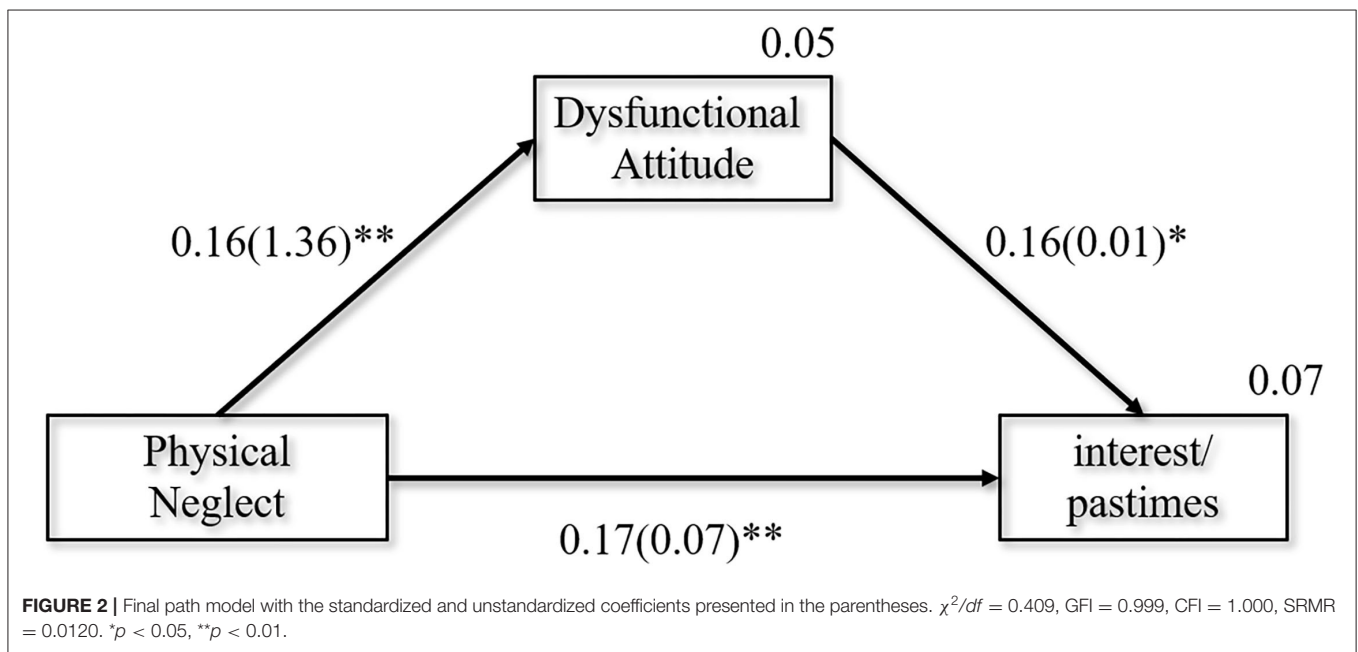 0.05
Dysfunctional
Attitude
0.16(1.36)**
0.16(0.01)*
0.07
Physical
Neglect
interest/
pastimes
0.17(0.07)**
FIGURE 2 | Final path model with the standardized and unstandardized coefficients presented in the parentheses. χ²/df = 0.409, GFI = 0.999, CFI = 1.000, SRMR
= 0.0120. *p < 0.05, **p < 0.01.